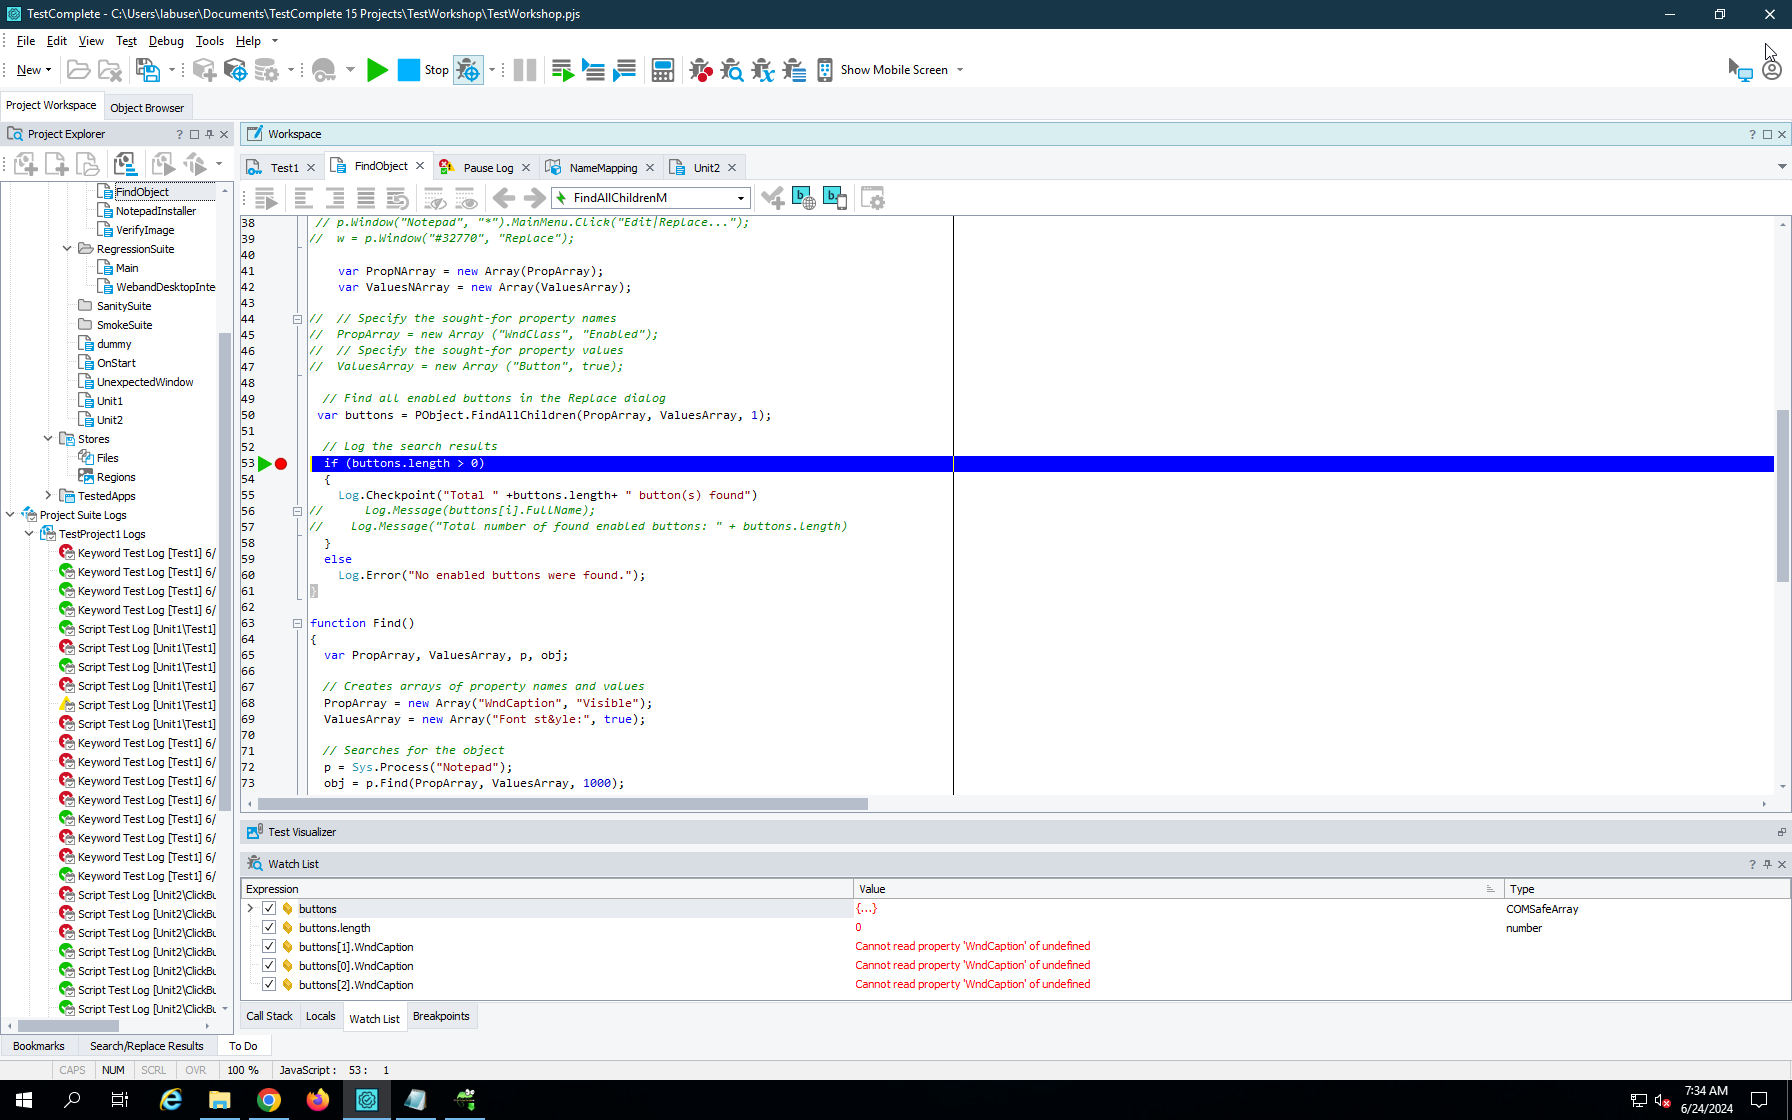 TestComplete - C:\Users\labuser\Documents\TestComplete 15 Projects\TestWorkshop\TestWorkshop.pjs
File Edit View Test Debug Tools Help
New Stop Show Mobile Screen
Project Workspace Object Browser
Project Explorer
FindObject
NotepadInstaller
VerifyImage
RegressionSuite
Main
WebandDesktopInte
SanitySuite
SmokeSuite
dummy
OnStart
UnexpectedWindow
Unit1
Unit2
Stores
Files
Regions
TestedApps
Project Suite Logs
TestProject1 Logs
Keyword Test Log [Test1] 6/
Keyword Test Log [Test1] 6/
Keyword Test Log [Test1] 6/
Keyword Test Log [Test1] 6/
Script Test Log [Unit1\Test1]
Script Test Log [Unit1\Test1]
Script Test Log [Unit1\Test1]
Script Test Log [Unit1\Test1]
Script Test Log [Unit1\Test1]
Script Test Log [Unit1\Test1]
Keyword Test Log [Test1] 6/
Keyword Test Log [Test1] 6/
Keyword Test Log [Test1] 6/
Keyword Test Log [Test1] 6/
Keyword Test Log [Test1] 6/
Keyword Test Log [Test1] 6/
Keyword Test Log [Test1] 6/
Keyword Test Log [Test1] 6/
Script Test Log [Unit2\ClickBu
Script Test Log [Unit2\ClickBu
Script Test Log [Unit2\ClickBu
Script Test Log [Unit2\ClickBu
Script Test Log [Unit2\ClickBu
Script Test Log [Unit2\ClickBu
Script Test Log [Unit2\ClickBu
Workspace
Test1 FindObject Pause Log NameMapping Unit2
FindAllChildrenM
38 // p.Window("Notepad", "*").MainMenu.Click("Edit|Replace...");
39 // w = p.Window("#32770", "Replace");
40
41 var PropNArray = new Array(PropArray);
42 var ValuesNArray = new Array(ValuesArray);
43
44 // // Specify the sought-for property names
45 // PropArray = new Array ("WndClass", "Enabled");
46 // // Specify the sought-for property values
47 // ValuesArray = new Array ("Button", true);
48
49 // Find all enabled buttons in the Replace dialog
50 var buttons = PObject.FindAllChildren(PropArray, ValuesArray, 1);
51
52 // Log the search results
53 if (buttons.length > 0)
54 {
55 Log.Checkpoint("Total " +buttons.length+ " button(s) found")
56 // Log.Message(buttons[i].FullName);
57 // Log.Message("Total number of found enabled buttons: " + buttons.length)
58 }
59 else
60 Log.Error("No enabled buttons were found.");
61 }
62
63 function Find()
64 {
65 var PropArray, ValuesArray, p, obj;
66
67 // Creates arrays of property names and values
68 PropArray = new Array("WndCaption", "Visible");
69 ValuesArray = new Array("Font st&yle:", true);
70
71 // Searches for the object
72 p = Sys.Process("Notepad");
73 obj = p.Find(PropArray, ValuesArray, 1000);
Test Visualizer
Watch List
Expression Value Type
buttons {...} COMSafeArray
buttons.length 0 number
buttons[1].WndCaption Cannot read property 'WndCaption' of undefined
buttons[0].WndCaption Cannot read property 'WndCaption' of undefined
buttons[2].WndCaption Cannot read property 'WndCaption' of undefined
Call Stack Locals Watch List Breakpoints
Bookmarks Search/Replace Results To Do
CAPS NUM SCRL OVR 100 % JavaScript : 53 : 1
7:34 AM
6/24/2024